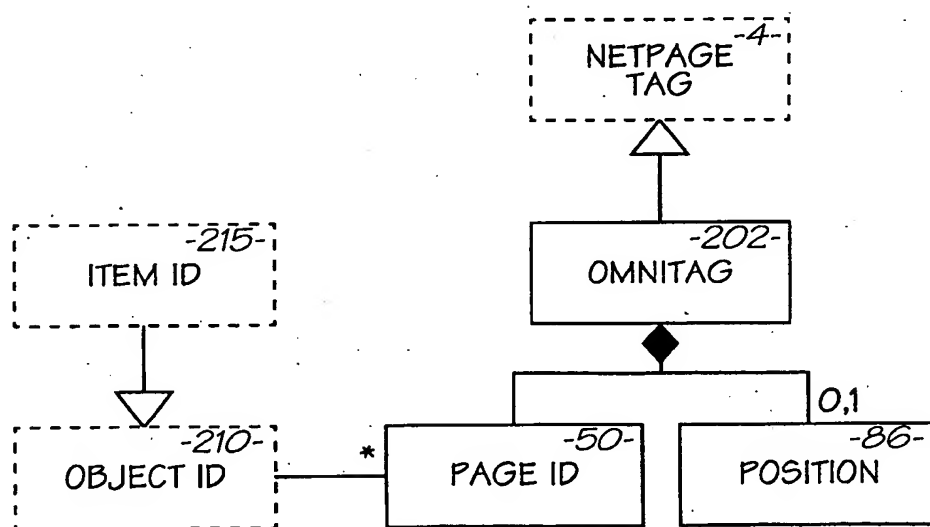 -4-
NETPAGE
TAG
-215-
ITEM ID
-202-
OMNITAG
0,1
-210-
OBJECT ID
*
-50-
PAGE ID
-86-
POSITION